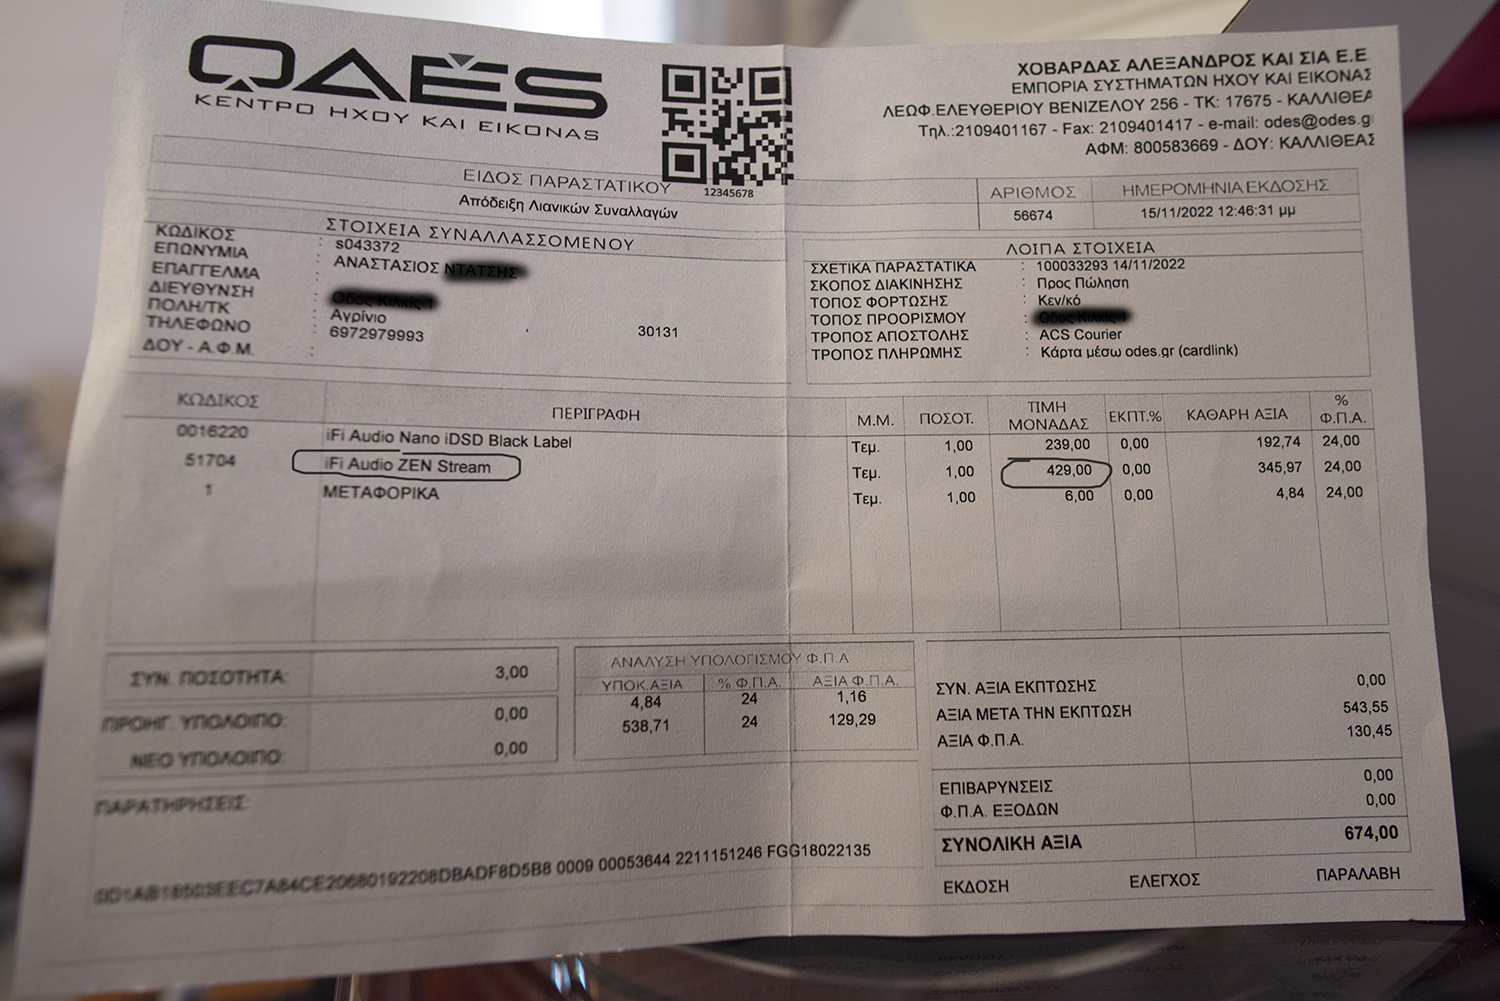 ΩΔΈS
ΚΕΝΤΡΟ ΗΧΟΥ ΚΑΙ ΕΙΚΟΝΑΣ
12345678
ΧΟΒΑΡΔΑΣ ΑΛΕΞΑΝΔΡΟΣ ΚΑΙ ΣΙΑ Ε.Ε
ΕΜΠΟΡΙΑ ΣΥΣΤΗΜΑΤΩΝ ΗΧΟΥ ΚΑΙ ΕΙΚΟΝΑΣ
ΛΕΩΦ.ΕΛΕΥΘΕΡΙΟΥ ΒΕΝΙΖΕΛΟΥ 256 - ΤΚ: 17675 - ΚΑΛΛΙΘΕΑ
Τηλ.:2109401167 - Fax: 2109401417 - e-mail: odes@odes.g
ΑΦΜ: 800583669 - ΔΟΥ: ΚΑΛΛΙΘΕΑΣ
ΕΙΔΟΣ ΠΑΡΑΣΤΑΤΙΚΟΥ
Απόδειξη Λιανικών Συναλλαγών
ΑΡΙΘΜΟΣ ΗΜΕΡΟΜΗΝΙΑ ΕΚΔΟΣΗΣ
56674 15/11/2022 12:46:31 μμ
ΣΤΟΙΧΕΙΑ ΣΥΝΑΛΛΑΣΣΟΜΕΝΟΥ
ΚΩΔΙΚΟΣ : s043372
ΕΠΩΝΥΜΙΑ : ΑΝΑΣΤΑΣΙΟΣ
ΕΠΑΓΓΕΛΜΑ :
ΔΙΕΥΘΥΝΣΗ :
ΠΟΛΗ/ΤΚ : Αγρίνιο 30131
ΤΗΛΕΦΩΝΟ : 6972979993
ΔΟΥ - Α.Φ.Μ. :
ΛΟΙΠΑ ΣΤΟΙΧΕΙΑ
ΣΧΕΤΙΚΑ ΠΑΡΑΣΤΑΤΙΚΑ : 100033293 14/11/2022
ΣΚΟΠΟΣ ΔΙΑΚΙΝΗΣΗΣ : Προς Πώληση
ΤΟΠΟΣ ΦΟΡΤΩΣΗΣ : Κεν/κό
ΤΟΠΟΣ ΠΡΟΟΡΙΣΜΟΥ :
ΤΡΟΠΟΣ ΑΠΟΣΤΟΛΗΣ : ACS Courier
ΤΡΟΠΟΣ ΠΛΗΡΩΜΗΣ : Κάρτα μέσω odes.gr (cardlink)
ΚΩΔΙΚΟΣ ΠΕΡΙΓΡΑΦΗ Μ.Μ. ΠΟΣΟΤ. ΤΙΜΗ ΜΟΝΑΔΑΣ ΕΚΠΤ.% ΚΑΘΑΡΗ ΑΞΙΑ % Φ.Π.Α.
0016220 iFi Audio Nano iDSD Black Label Τεμ. 1,00 239,00 0,00 192,74 24,00
51704 iFi Audio ZEN Stream Τεμ. 1,00 429,00 0,00 345,97 24,00
1 ΜΕΤΑΦΟΡΙΚΑ Τεμ. 1,00 6,00 0,00 4,84 24,00
ΣΥΝ. ΠΟΣΟΤΗΤΑ: 3,00
ΠΡΟΗΓ. ΥΠΟΛΟΙΠΟ: 0,00
ΝΕΟ ΥΠΟΛΟΙΠΟ: 0,00
ΑΝΑΛΥΣΗ ΥΠΟΛΟΓΙΣΜΟΥ Φ.Π.Α
ΥΠΟΚ.ΑΞΙΑ % Φ.Π.Α. ΑΞΙΑ Φ.Π.Α.
4,84 24 1,16
538,71 24 129,29
ΣΥΝ. ΑΞΙΑ ΕΚΠΤΩΣΗΣ 0,00
ΑΞΙΑ ΜΕΤΑ ΤΗΝ ΕΚΠΤΩΣΗ 543,55
ΑΞΙΑ Φ.Π.Α. 130,45
ΕΠΙΒΑΡΥΝΣΕΙΣ 0,00
Φ.Π.Α. ΕΞΟΔΩΝ 0,00
ΣΥΝΟΛΙΚΗ ΑΞΙΑ 674,00
ΠΑΡΑΤΗΡΗΣΕΙΣ:
0009 00053644 2211151246 FGG18022135
ΕΚΔΟΣΗ ΕΛΕΓΧΟΣ ΠΑΡΑΛΑΒΗ